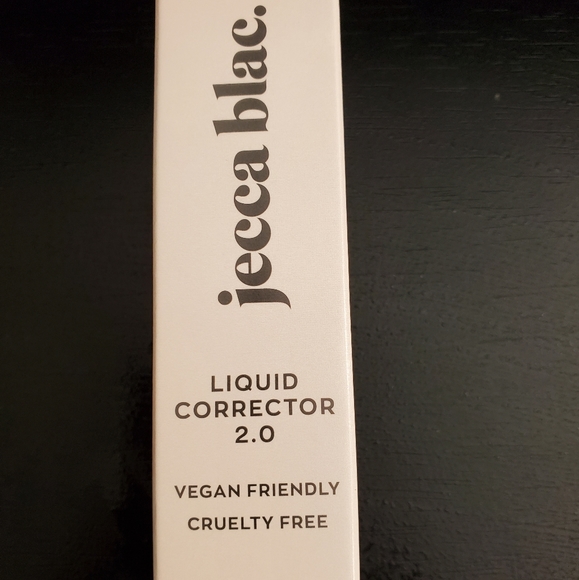 jecca blac.
LIQUID
CORRECTOR
2.0
VEGAN FRIENDLY
CRUELTY FREE